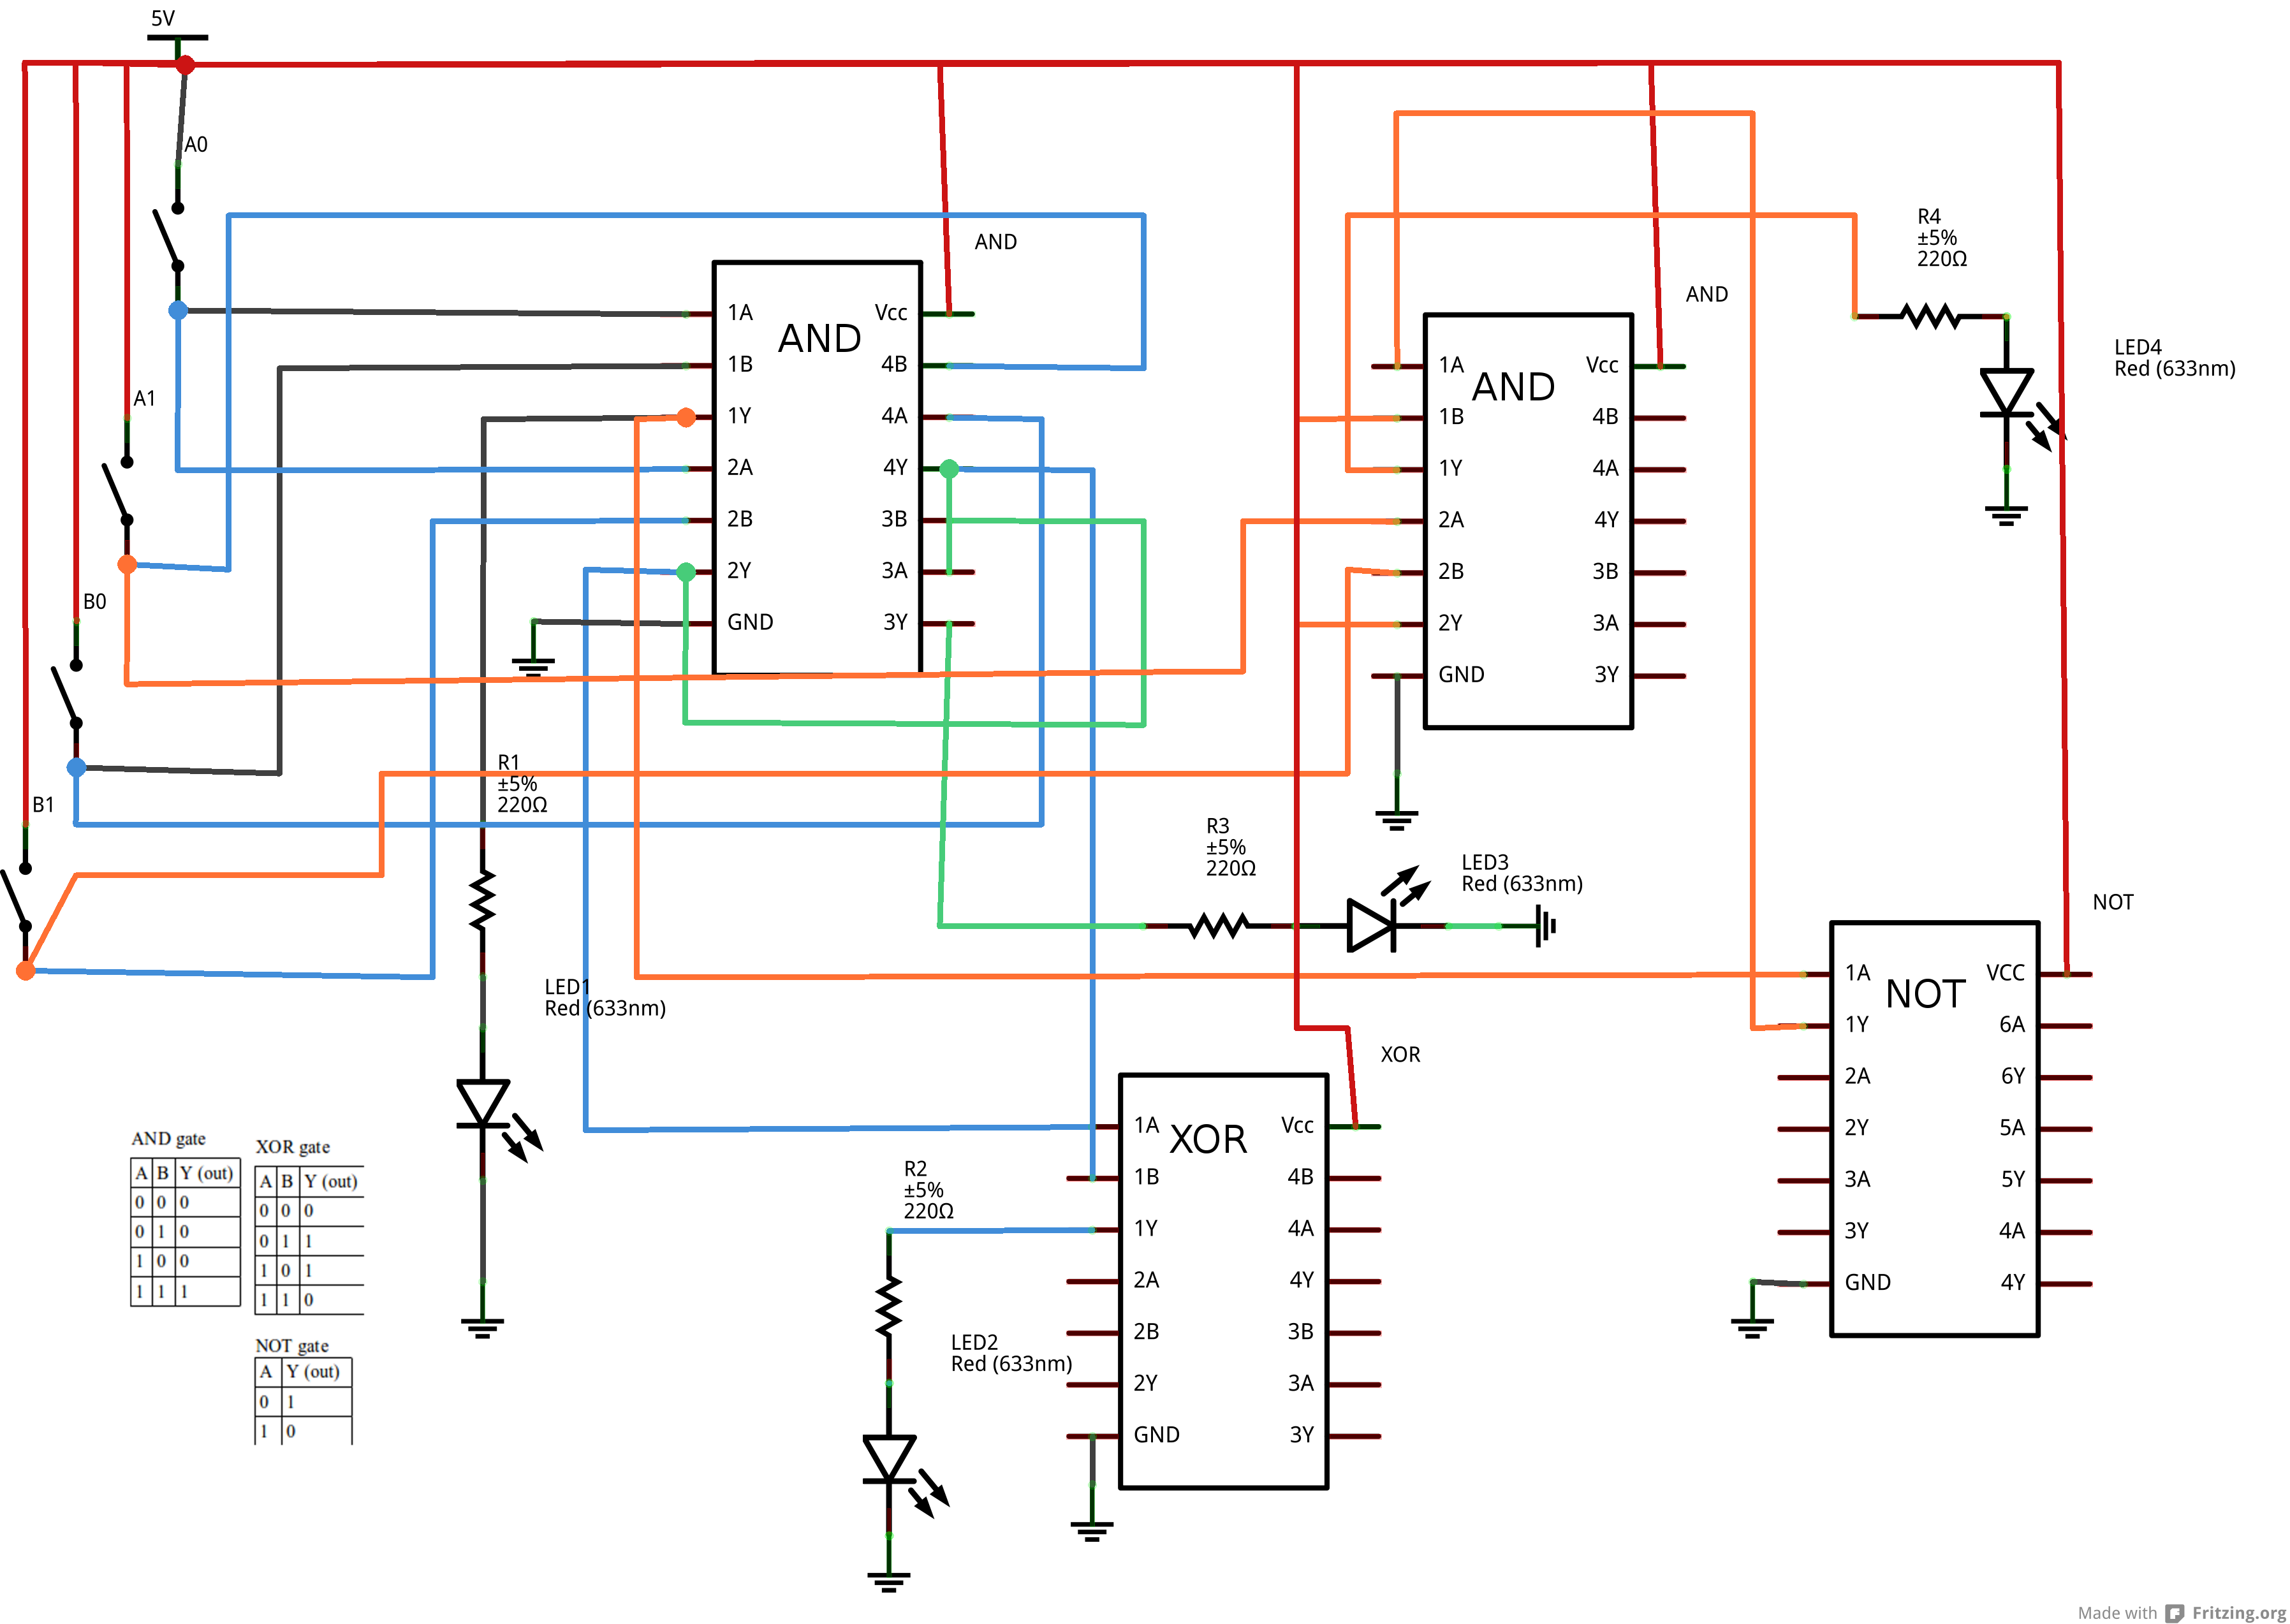 5V
A0
A1
B0
B1
AND
AND
1A
1B
1Y
2A
2B
2Y
GND
Vcc
4B
4A
4Y
3B
3A
3Y
AND
AND
1A
1B
1Y
2A
2B
2Y
GND
Vcc
4B
4A
4Y
3B
3A
3Y
R4
±5%
220Ω
LED4
Red (633nm)
R1
±5%
220Ω
LED1
Red (633nm)
R3
±5%
220Ω
LED3
Red (633nm)
NOT
NOT
1A
1Y
2A
2Y
3A
3Y
GND
VCC
6A
6Y
5A
5Y
4A
4Y
XOR
XOR
1A
1B
1Y
2A
2B
2Y
GND
Vcc
4B
4A
4Y
3B
3A
3Y
R2
±5%
220Ω
LED2
Red (633nm)
AND gate
A B Y (out)
0 0 0
0 1 0
1 0 0
1 1 1
XOR gate
A B Y (out)
0 0 0
0 1 1
1 0 1
1 1 0
NOT gate
A Y (out)
0 1
1 0
Made with Fritzing.org